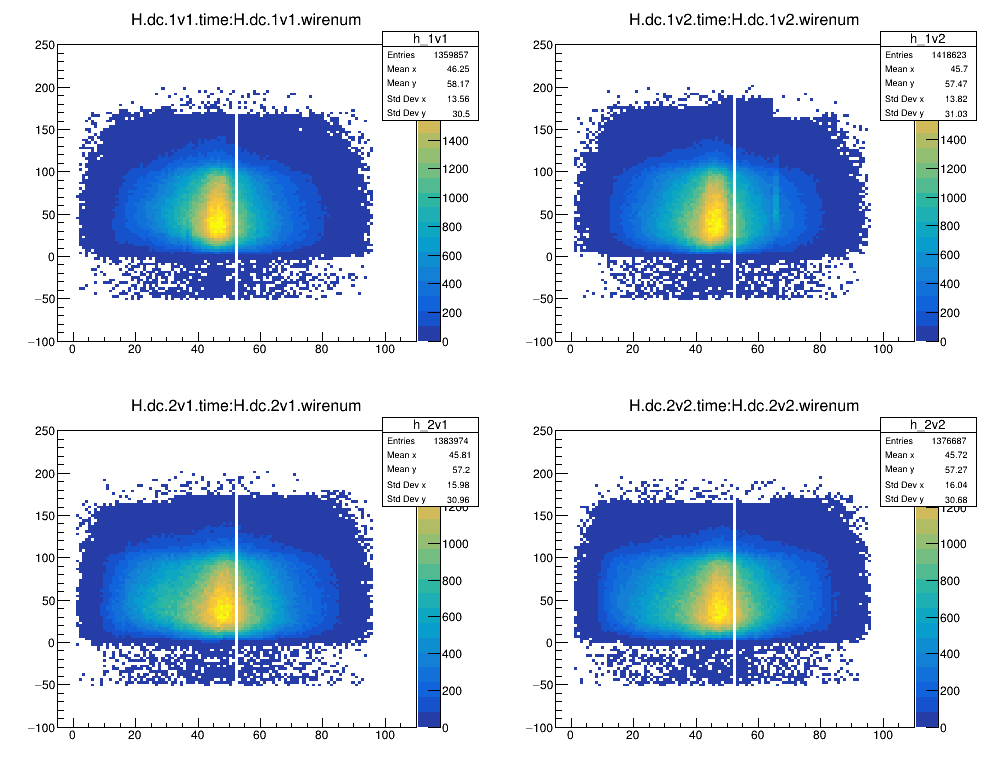 H.dc.1v1.time:H.dc.1v1.wirenum
h_1v1
Entries 1359857
Mean x 46.25
Mean y 58.17
Std Dev x 13.56
Std Dev y 30.5
250
200
150
100
50
0
−50
−100
0 20 40 60 80 100
1400
1200
1000
800
600
400
200
0
H.dc.1v2.time:H.dc.1v2.wirenum
h_1v2
Entries 1418623
Mean x 45.7
Mean y 57.47
Std Dev x 13.82
Std Dev y 31.03
250
200
150
100
50
0
−50
−100
0 20 40 60 80 100
1400
1200
1000
800
600
400
200
0
H.dc.2v1.time:H.dc.2v1.wirenum
h_2v1
Entries 1383974
Mean x 45.81
Mean y 57.2
Std Dev x 15.98
Std Dev y 30.96
250
200
150
100
50
0
−50
−100
0 20 40 60 80 100
1200
1000
800
600
400
200
0
H.dc.2v2.time:H.dc.2v2.wirenum
h_2v2
Entries 1376687
Mean x 45.72
Mean y 57.27
Std Dev x 16.04
Std Dev y 30.68
250
200
150
100
50
0
−50
−100
0 20 40 60 80 100
1200
1000
800
600
400
200
0